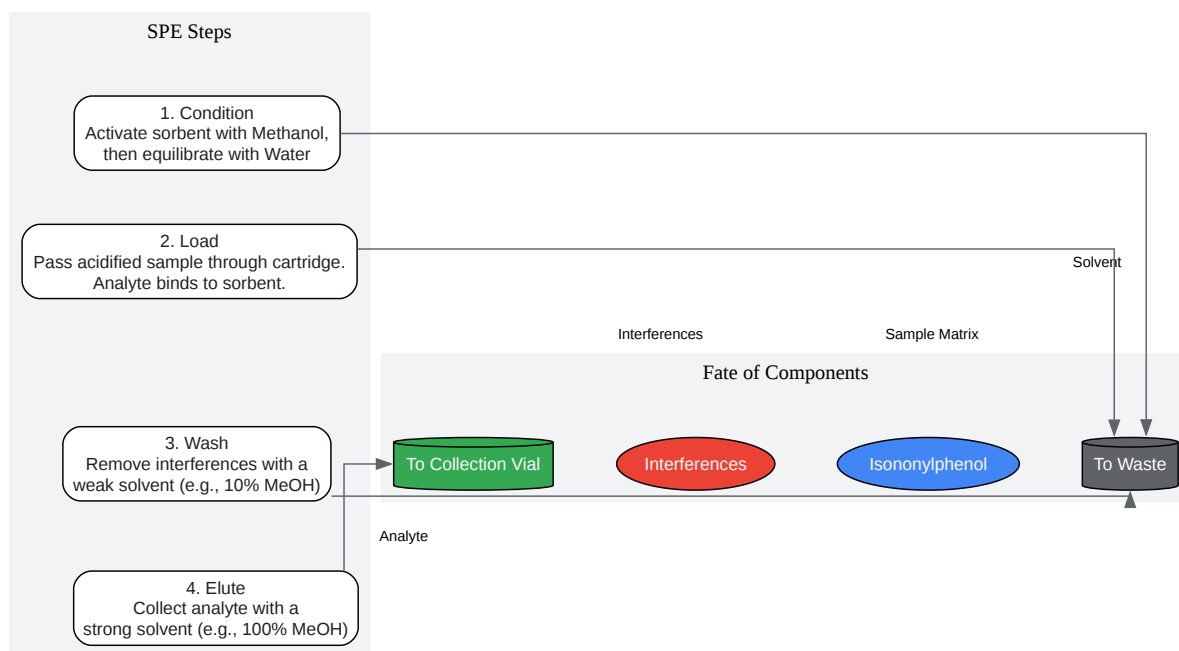 SPE Steps
1. Condition
Activate sorbent with Methanol,
then equilibrate with Water
2. Load
Pass acidified sample through cartridge.
Analyte binds to sorbent.
Solvent
Interferences
Sample Matrix
Fate of Components
3. Wash
Remove interferences with a
weak solvent (e.g., 10% MeOH)
To Collection Vial
Interferences
Isononylphenol
To Waste
Analyte
4. Elute
Collect analyte with a
strong solvent (e.g., 100% MeOH)